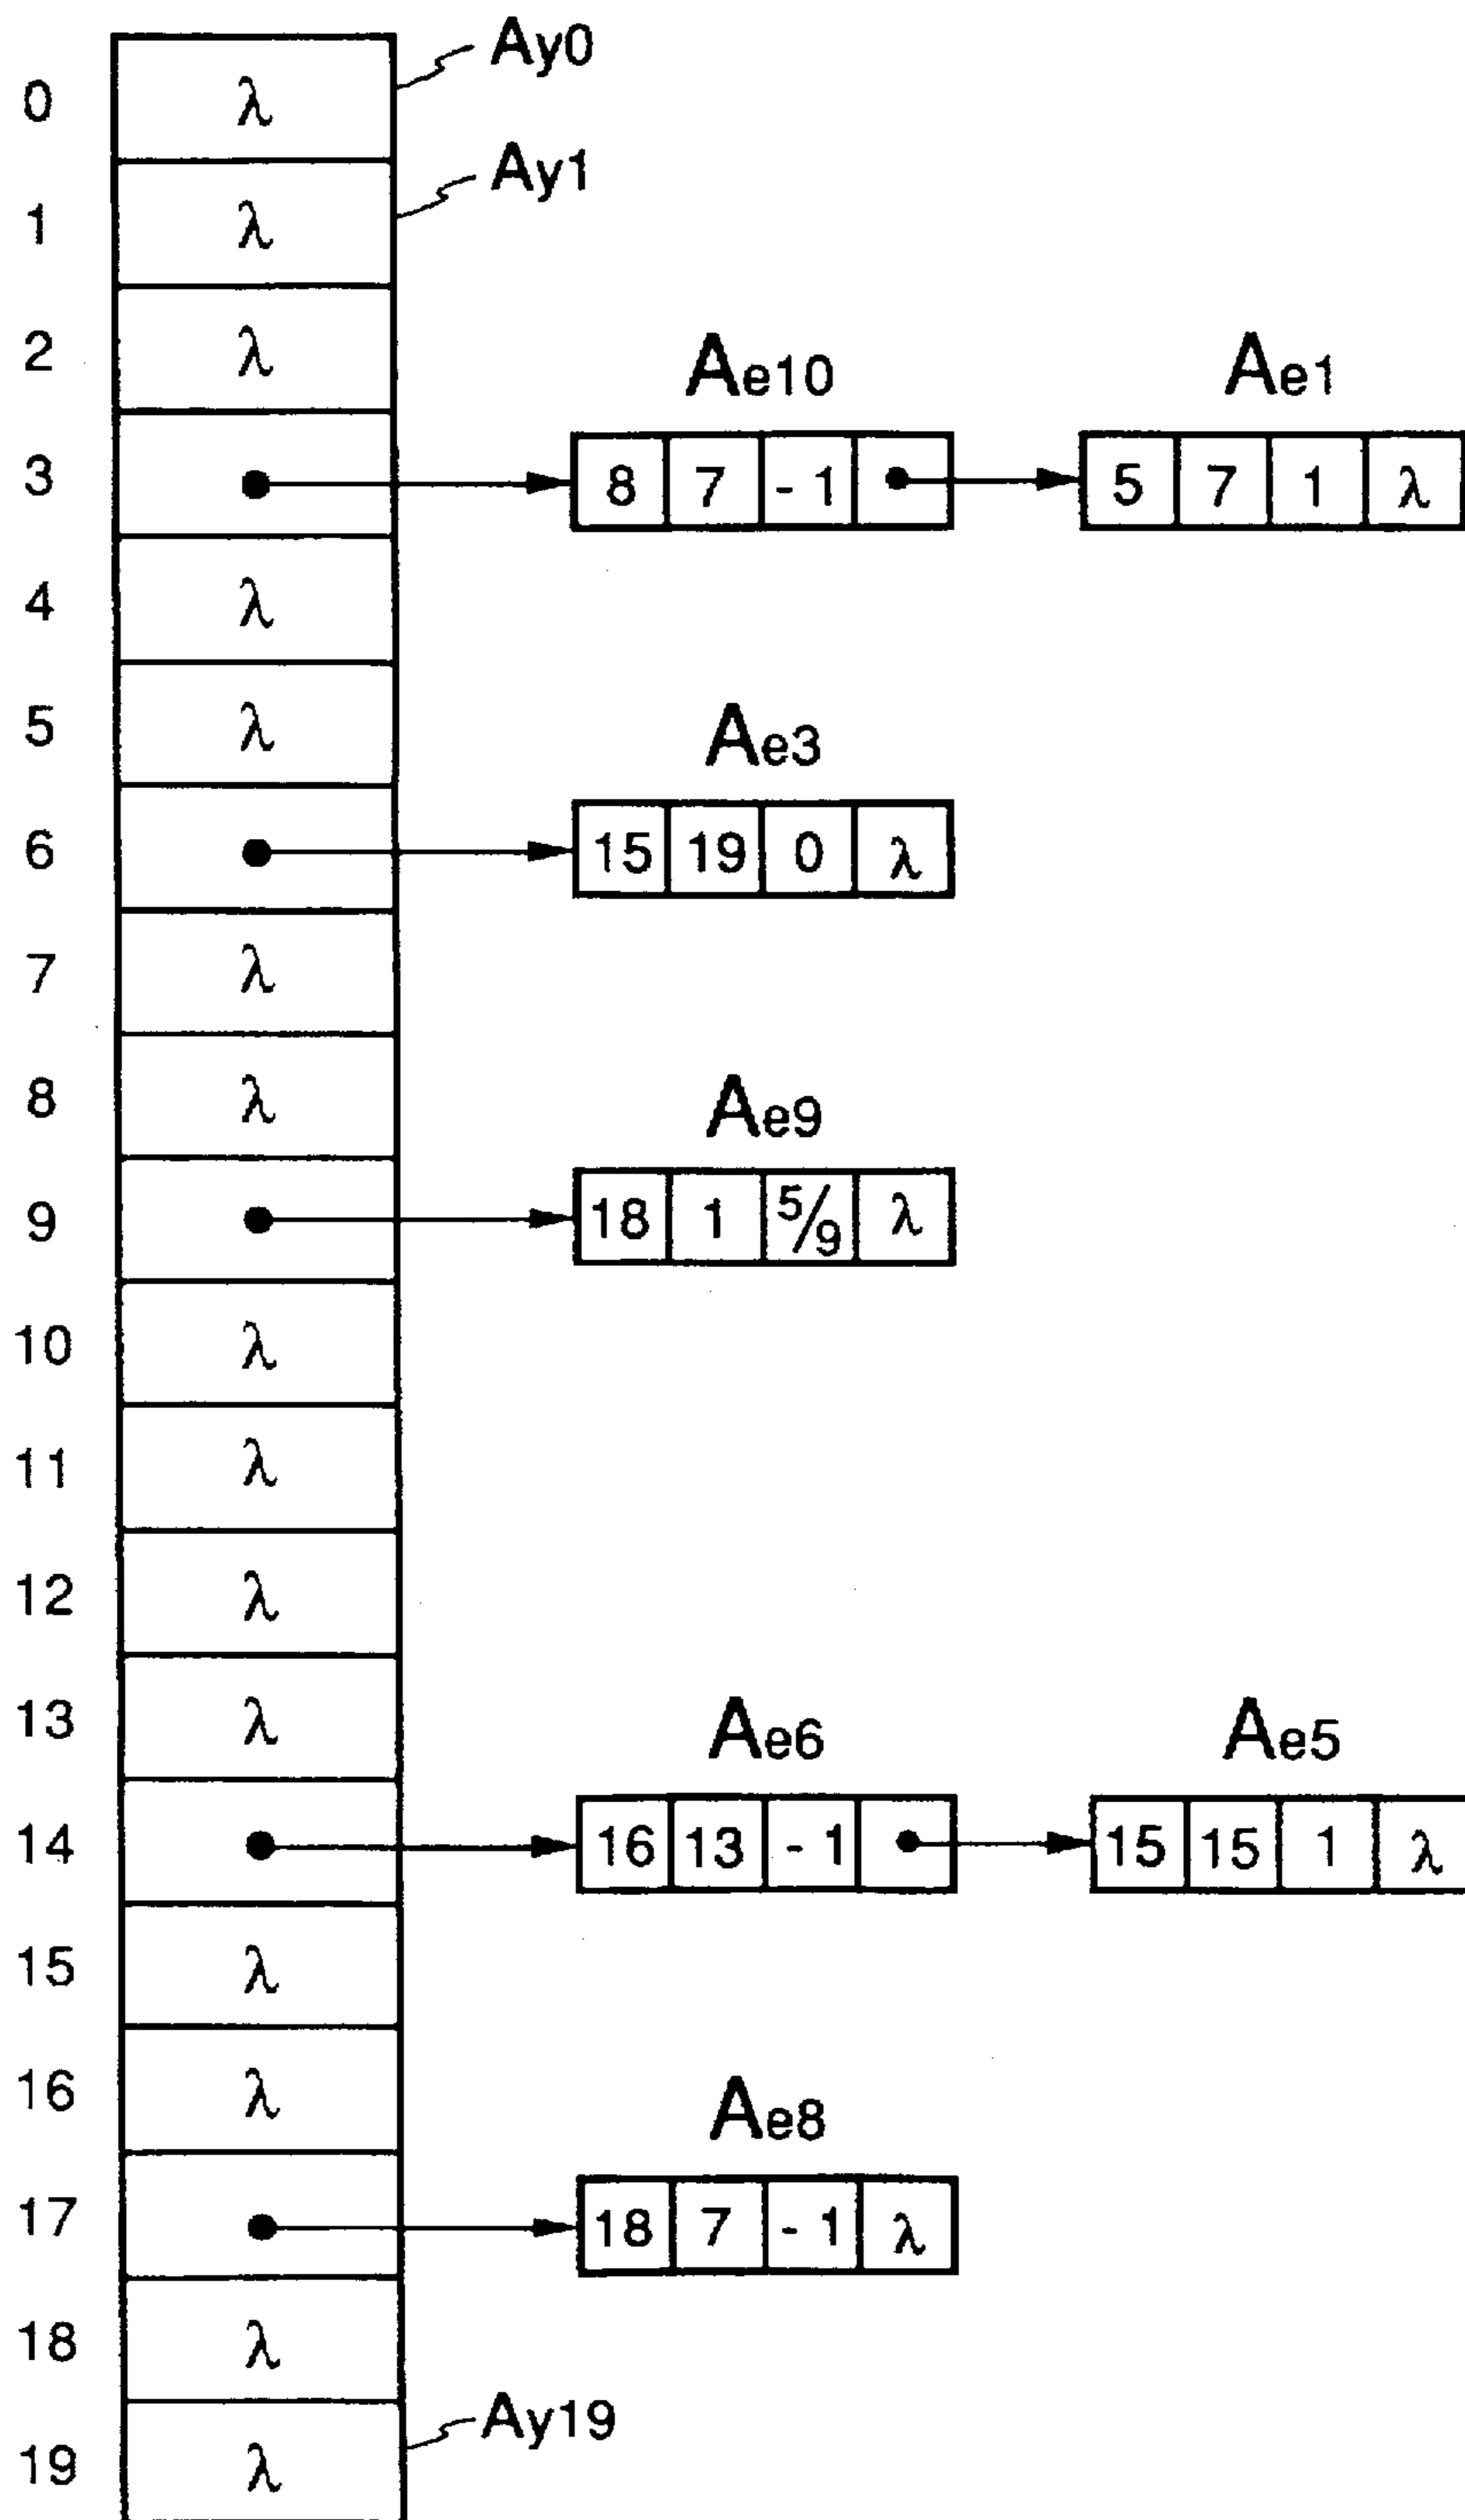 0 λ Ay0
1 λ Ay1
2 λ
Ae10 Ae1
3 8 7 -1 5 7 1 λ
4 λ
5 λ
Ae3
6 15 19 0 λ
7 λ
8 λ
Ae9
9 18 1 5/9 λ
10 λ
11 λ
12 λ
13 λ
Ae6 Ae5
14 16 13 -1 15 15 1 λ
15 λ
16 λ
Ae8
17 18 7 -1 λ
18 λ
19 λ Ay19